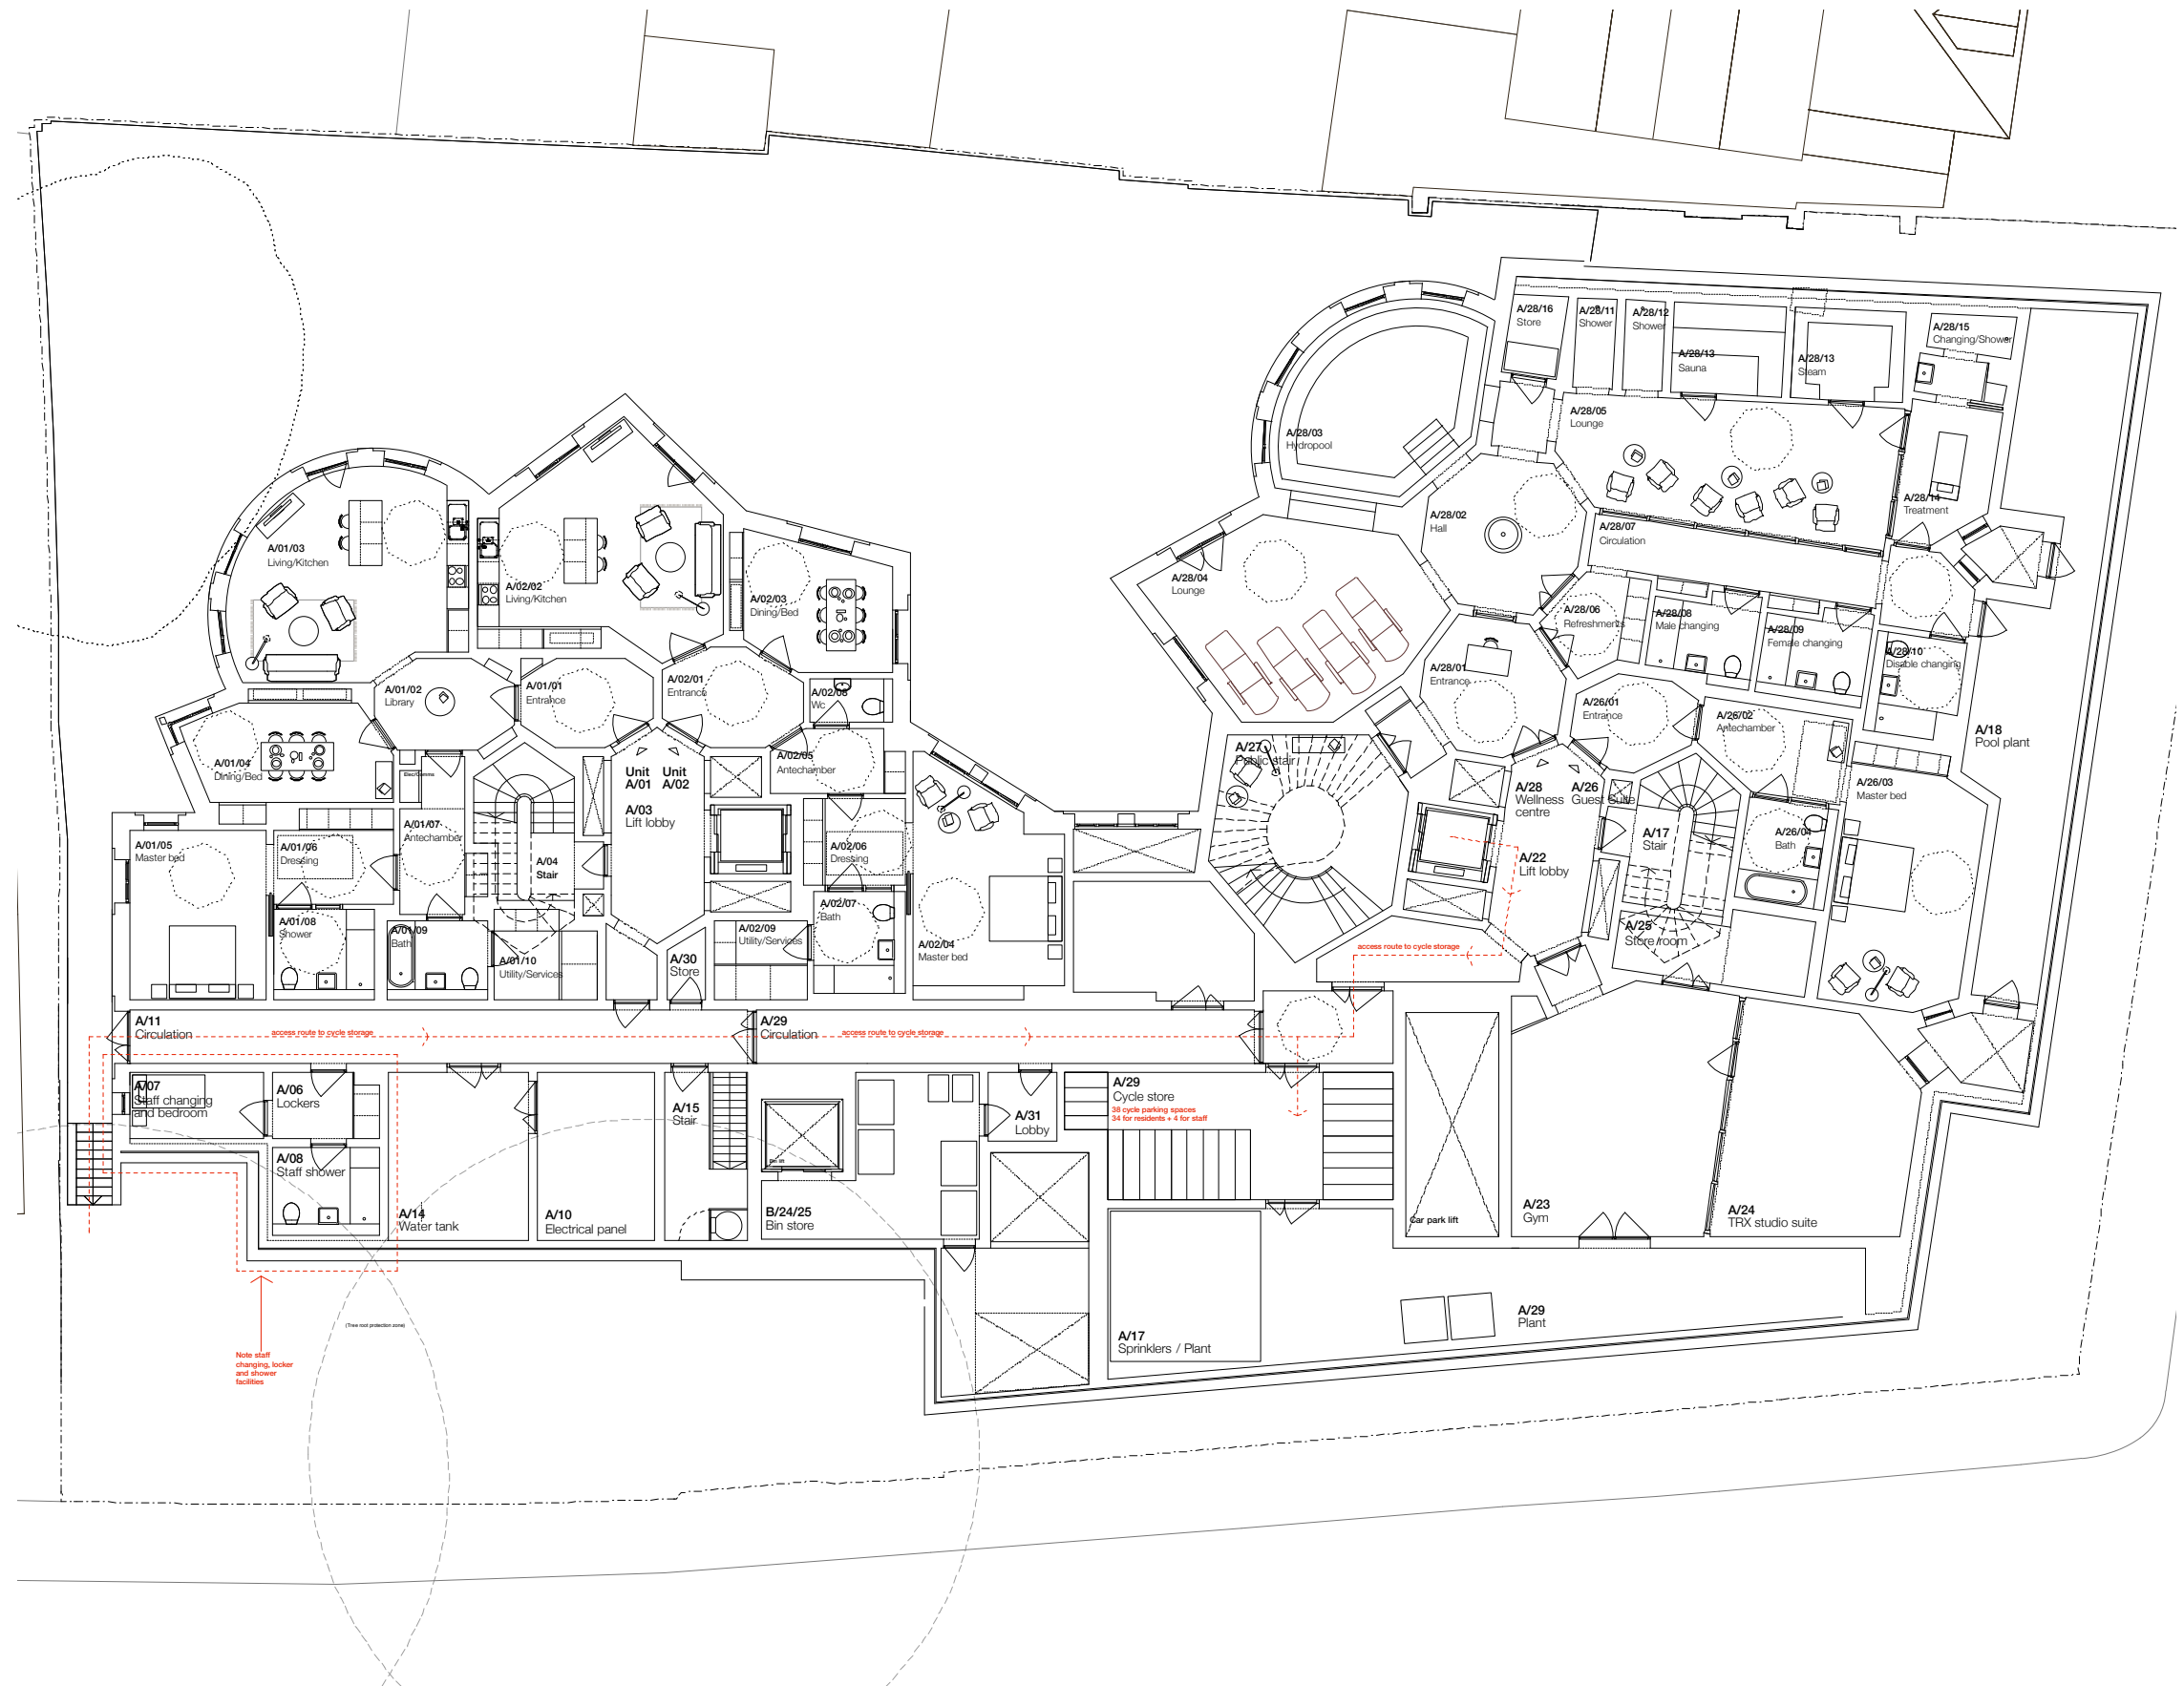 A/28/16
Store
A/28/11
Shower
A/28/12
Shower
A/28/13
Sauna
A/28/13
Steam
A/28/15
Changing/Shower
A/28/05
Lounge
A/28/03
Hydropool
A/28/14
Treatment
A/28/02
Hall
A/28/07
Circulation
A/01/03
Living/Kitchen
A/02/02
Living/Kitchen
A/02/03
Dining/Bed
A/28/04
Lounge
A/28/06
Refreshments
A/28/08
Male changing
A/28/09
Female changing
A/28/10
Disable changing
A/28/01
Entrance
A/01/02
Library
A/01/01
Entrance
A/02/01
Entrance
A/02/08
Wc
A/26/01
Entrance
A/26/02
Antechamber
A/18
Pool plant
A/01/04
Dining/Bed
Elec/Comms
Unit
A/01
Unit
A/02
A/03
Lift lobby
A/02/05
Antechamber
A/27
Public stair
A/28
Wellness
centre
A/26
Guest Suite
A/26/03
Master bed
A/01/05
Master bed
A/01/06
Dressing
A/01/07
Antechamber
A/04
Stair
A/02/06
Dressing
A/22
Lift lobby
A/17
Stair
A/26/04
Bath
A/01/08
Shower
A/01/09
Bath
A/01/10
Utility/Services
A/30
Store
A/02/09
Utility/Services
A/02/07
Bath
A/02/04
Master bed
access route to cycle storage
A/25
Store room
A/11
Circulation
access route to cycle storage
A/29
Circulation
access route to cycle storage
A/07
Staff changing
and bedroom
A/06
Lockers
A/15
Stair
A/31
Lobby
A/29
Cycle store
38 cycle parking spaces
34 for residents + 4 for staff
A/08
Staff shower
Bin lift
A/14
Water tank
A/10
Electrical panel
B/24/25
Bin store
Car park lift
A/23
Gym
A/24
TRX studio suite
(Tree root protection zone)
A/17
Sprinklers / Plant
A/29
Plant
Note staff
changing, locker
and shower
facilities